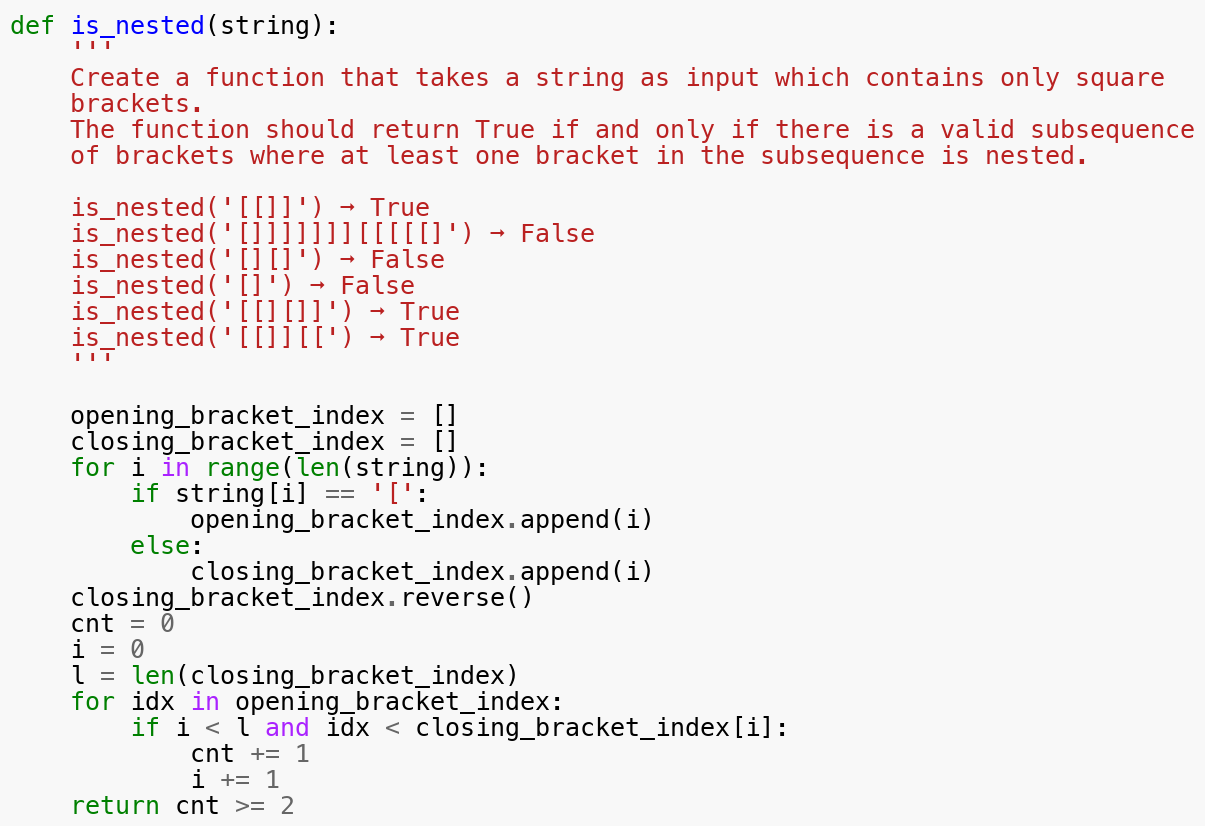 def is_nested(string):
    '''
    Create a function that takes a string as input which contains only square
    brackets.
    The function should return True if and only if there is a valid subsequence
    of brackets where at least one bracket in the subsequence is nested.

    is_nested('[[]]') → True
    is_nested('[]]]]]]][[[[[]') → False
    is_nested('[][]') → False
    is_nested('[]') → False
    is_nested('[[][]]') → True
    is_nested('[[]][[') → True
    '''

    opening_bracket_index = []
    closing_bracket_index = []
    for i in range(len(string)):
        if string[i] == '[':
            opening_bracket_index.append(i)
        else:
            closing_bracket_index.append(i)
    closing_bracket_index.reverse()
    cnt = 0
    i = 0
    l = len(closing_bracket_index)
    for idx in opening_bracket_index:
        if i < l and idx < closing_bracket_index[i]:
            cnt += 1
            i += 1
    return cnt >= 2